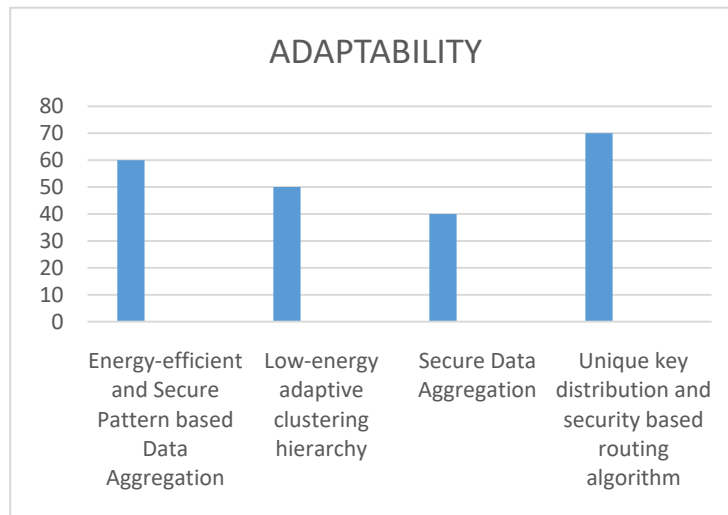 ADAPTABILITY
80
70
60
50
40
30
20
10
0
Energy-efficient
and Secure
Pattern based
Data
Aggregation
Low-energy
adaptive
clustering
hierarchy
Secure Data
Aggregation
Unique key
distribution and
security based
routing
algorithm